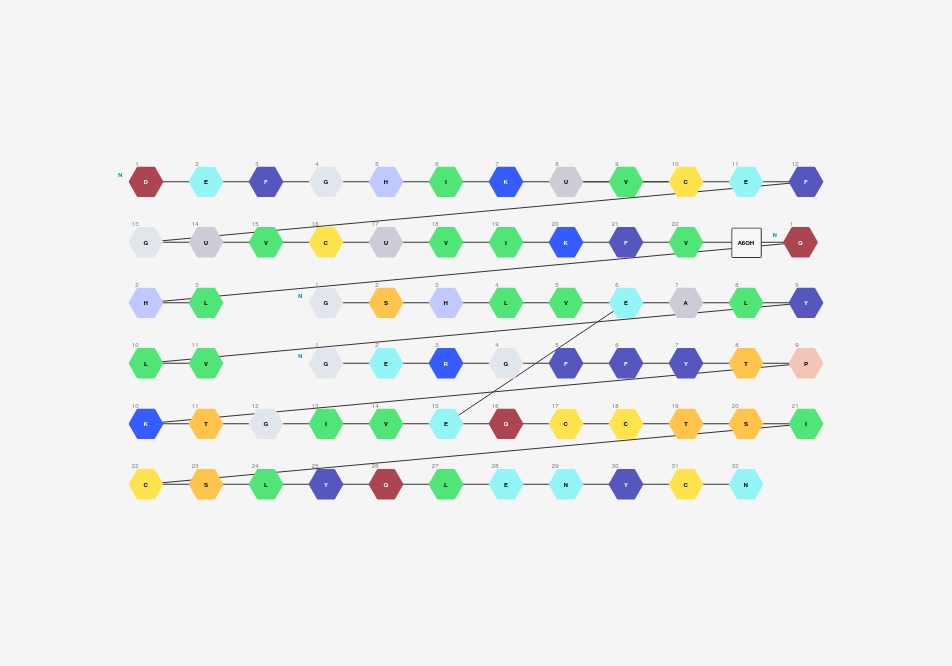 1 2 3 4 5 6 7 8 9 10 11 12
N D E F G H I K U V C E F
13 14 15 16 17 18 19 20 21 22 1
G U V C U V I K F V A6OH N Q
2 3 1 2 3 4 5 6 7 8 9
H L N G S H L V E A L Y
10 11 1 2 3 4 5 6 7 8 9
L V N G E R G F F Y T P
10 11 12 13 14 15 16 17 18 19 20 21
K T G I V E Q C C T S I
22 23 24 25 26 27 28 29 30 31 32
C S L Y Q L E N Y C N